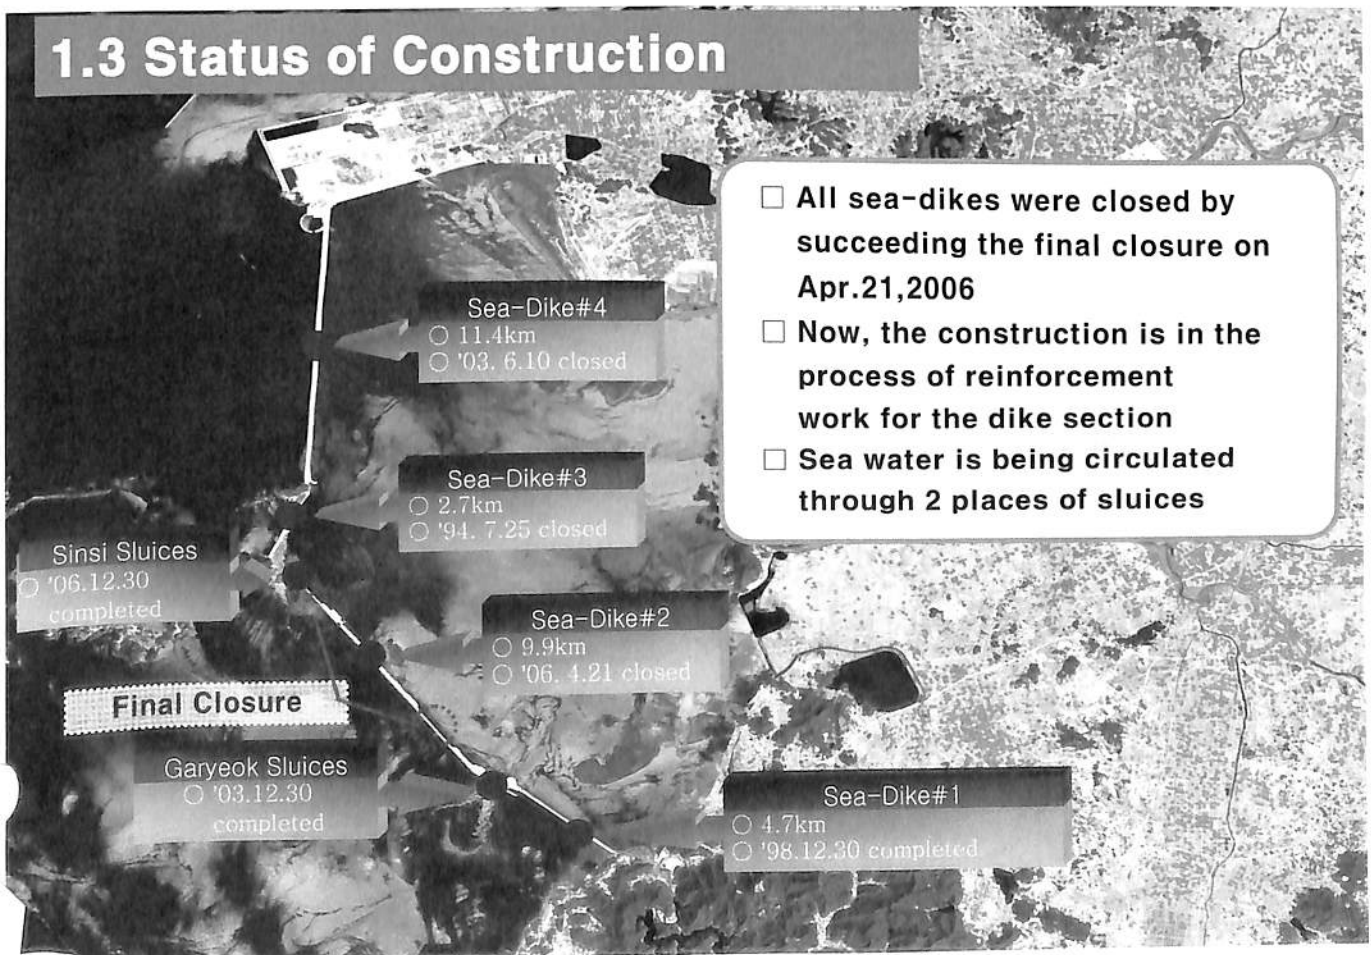 1.3 Status of Construction
□ All sea-dikes were closed by
succeeding the final closure on
Apr.21,2006
□ Now, the construction is in the
process of reinforcement
work for the dike section
□ Sea water is being circulated
through 2 places of sluices
Sea-Dike#4
○ 11.4km
○ '03. 6.10 closed
Sea-Dike#3
○ 2.7km
○ '94. 7.25 closed
Sinsi Sluices
○ '06.12.30
completed
Sea-Dike#2
○ 9.9km
○ '06. 4.21 closed
Final Closure
Garyeok Sluices
○ '03.12.30
completed
Sea-Dike#1
○ 4.7km
○ '98.12.30 completed